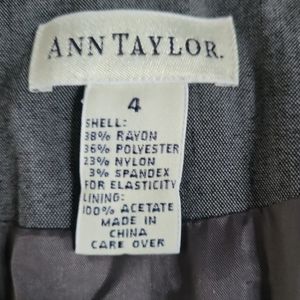 ANN TAYLOR.
4
SHELL:
38% RAYON
36% POLYESTER
23% NYLON
3% SPANDEX
FOR ELASTICITY
LINING:
100% ACETATE
MADE IN
CHINA
CARE OVER